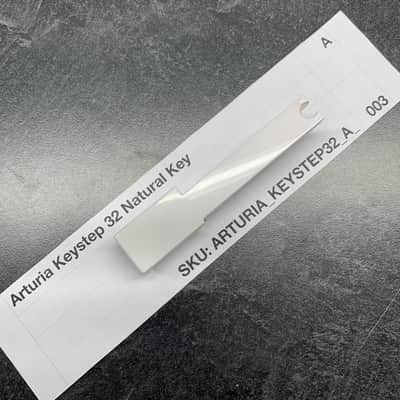 Arturia Keystep 32 Natural Key
A
SKU: ARTURIA_KEYSTEP32_A_ 003